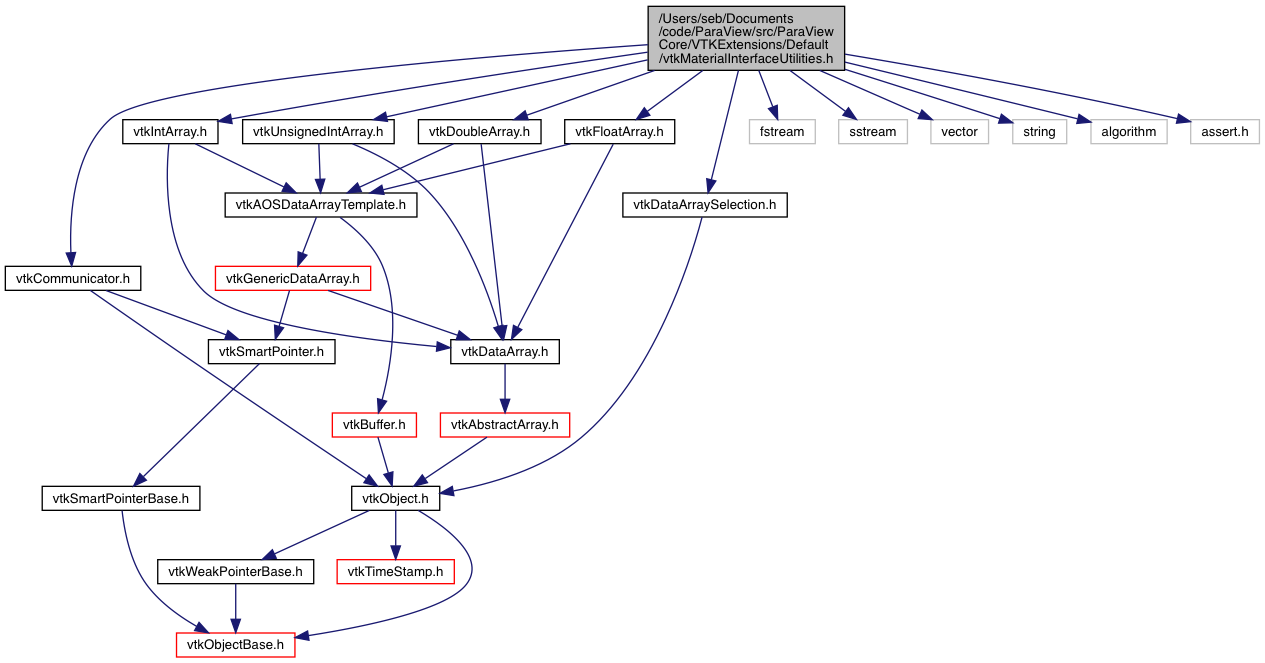 /Users/seb/Documents
/code/ParaView/src/ParaView
Core/VTKExtensions/Default
/vtkMaterialInterfaceUtilities.h
vtkIntArray.h
vtkUnsignedIntArray.h
vtkDoubleArray.h
vtkFloatArray.h
fstream
sstream
vector
string
algorithm
assert.h
vtkAOSDataArrayTemplate.h
vtkDataArraySelection.h
vtkCommunicator.h
vtkGenericDataArray.h
vtkSmartPointer.h
vtkDataArray.h
vtkBuffer.h
vtkAbstractArray.h
vtkSmartPointerBase.h
vtkObject.h
vtkWeakPointerBase.h
vtkTimeStamp.h
vtkObjectBase.h